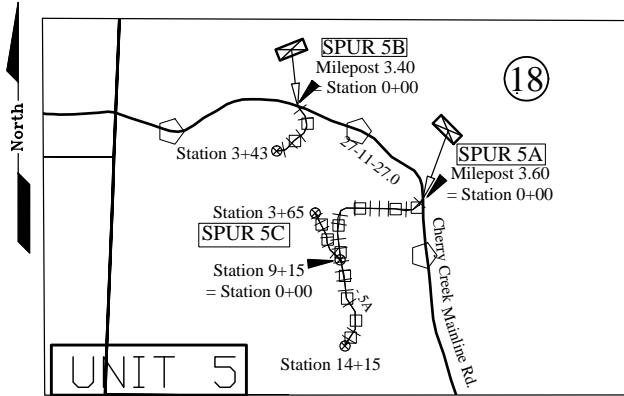 SPUR 5B
Milepost 3.40
= Station 0+00
18
North
Station 3+43
27-11-27.0
SPUR 5A
Milepost 3.60
= Station 0+00
Station 3+65
SPUR 5C
Station 9+15
= Station 0+00
Cherry Creek Mainline Rd.
-5A
Station 14+15
UNIT 5